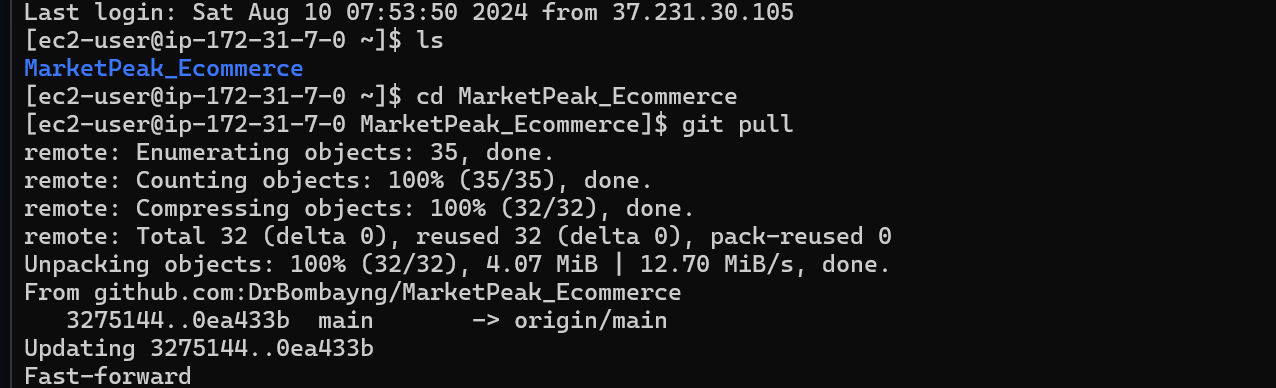 Last login: Sat Aug 10 07:53:50 2024 from 37.231.30.105
[ec2-user@ip-172-31-7-0 ~]$ ls
MarketPeak_Ecommerce
[ec2-user@ip-172-31-7-0 ~]$ cd MarketPeak_Ecommerce
[ec2-user@ip-172-31-7-0 MarketPeak_Ecommerce]$ git pull
remote: Enumerating objects: 35, done.
remote: Counting objects: 100% (35/35), done.
remote: Compressing objects: 100% (32/32), done.
remote: Total 32 (delta 0), reused 32 (delta 0), pack-reused 0
Unpacking objects: 100% (32/32), 4.07 MiB | 12.70 MiB/s, done.
From github.com:DrBombayng/MarketPeak_Ecommerce
   3275144..0ea433b  main       -> origin/main
Updating 3275144..0ea433b
Fast-forward